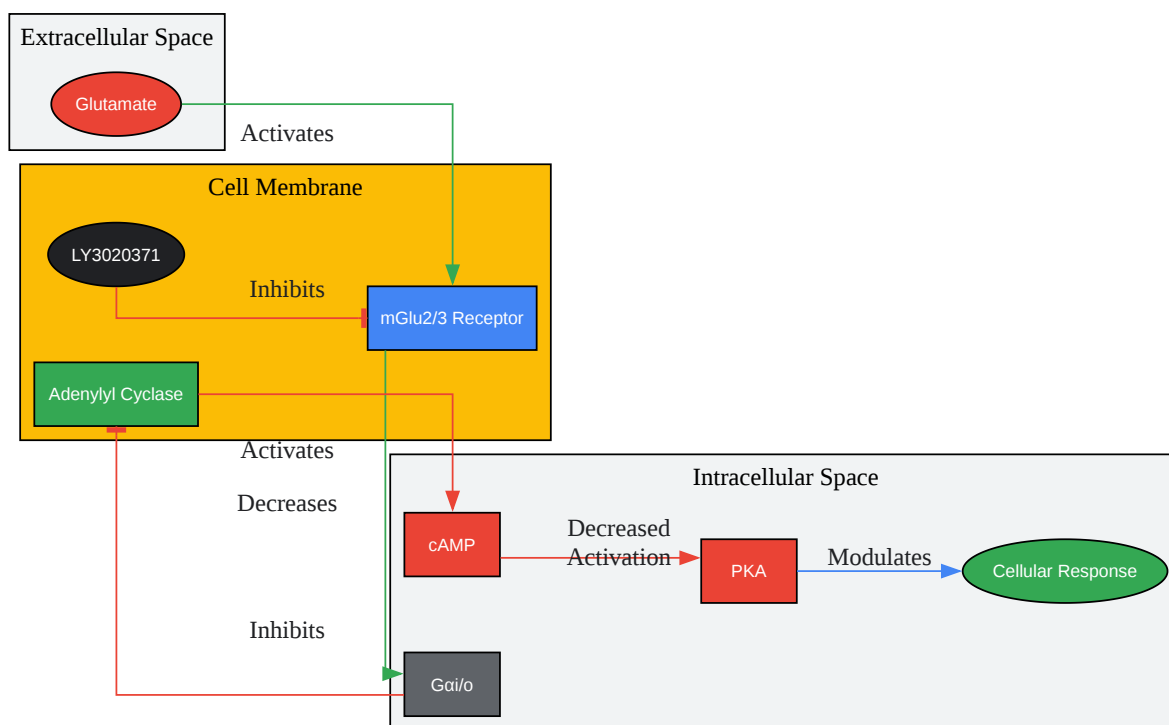 Extracellular Space
Glutamate
Activates
Cell Membrane
LY3020371
Inhibits
mGlu2/3 Receptor
Adenylyl Cyclase
Activates
Decreases
Intracellular Space
cAMP
Decreased
Activation
PKA
Modulates
Cellular Response
Inhibits
Gαi/o